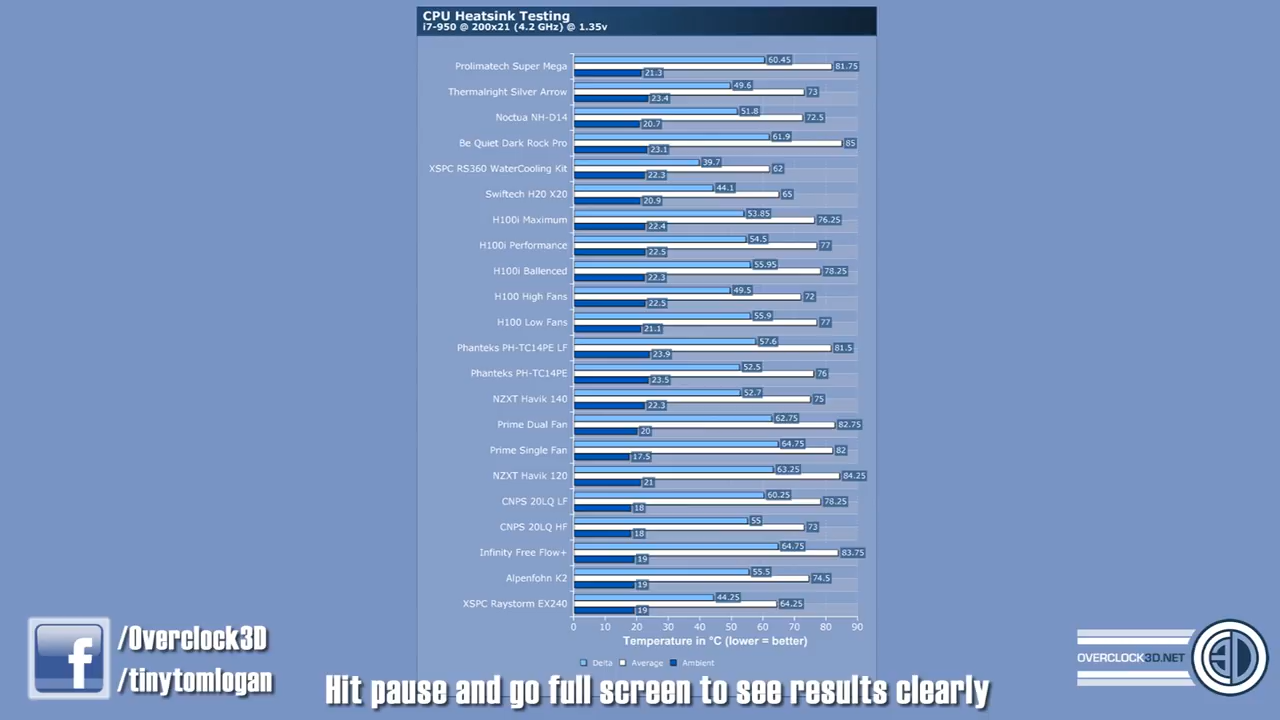 CPU Heatsink Testing
i7-950 @ 200x21 (4.2 GHz) @ 1.35v
Prolimatech Super Mega 60.45 81.75 21.3
Thermalright Silver Arrow 49.6 73 23.4
Noctua NH-D14 51.8 72.5 20.7
Be Quiet Dark Rock Pro 61.9 85 23.1
XSPC RS360 WaterCooling Kit 39.7 62 22.3
Swiftech H20 X20 44.1 65 20.9
H100i Maximum 53.85 76.25 22.4
H100i Performance 54.5 77 22.5
H100i Ballenced 55.95 78.25 22.3
H100 High Fans 49.5 72 22.5
H100 Low Fans 55.9 77 21.1
Phanteks PH-TC14PE LF 57.6 81.5 23.9
Phanteks PH-TC14PE 52.5 76 23.5
NZXT Havik 140 52.7 75 22.3
Prime Dual Fan 62.75 82.75 20
Prime Single Fan 64.75 82 17.5
NZXT Havik 120 63.25 84.25 21
CNPS 20LQ LF 60.25 78.25 18
CNPS 20LQ HF 55 73 18
Infinity Free Flow+ 64.75 83.75 19
Alpenfohn K2 55.5 74.5 19
XSPC Raystorm EX240 44.25 64.25 19
0 10 20 30 40 50 60 70 80 90
Temperature in °C (lower = better)
Delta Average Ambient
f /Overclock3D
/tinytomlogan
Hit pause and go full screen to see results clearly
OVERCLOCK3D.NET 3D